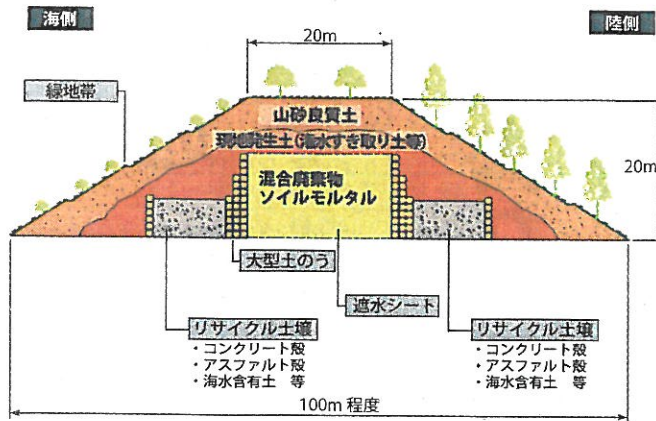 海側
陸側
20m
緑地帯
山砂良質土
現地発生土(海水すき取り土等)
20m
混合廃棄物
ソイルモルタル
大型土のう
遮水シート
リサイクル土壌
・コンクリート殻
・アスファルト殻
・海水含有土 等
リサイクル土壌
・コンクリート殻
・アスファルト殻
・海水含有土 等
100m 程度